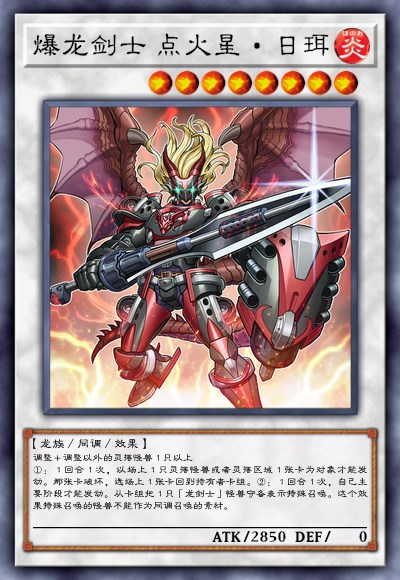 爆龙剑士 点火星·日珥
炎
ほのお
【龙族/同调/效果】
调整+调整以外的灵摆怪兽1只以上
①:1回合1次,以场上1只灵摆怪兽或者灵摆区域1张卡为对象才能发
动。那张卡破坏,选场上1张卡回到持有者卡组。②:1回合1次,自己主
要阶段才能发动。从卡组把1只「龙剑士」怪兽守备表示特殊召唤。这个效
果特殊召唤的怪兽不能作为同调召唤的素材。
ATK/2850 DEF/ 0